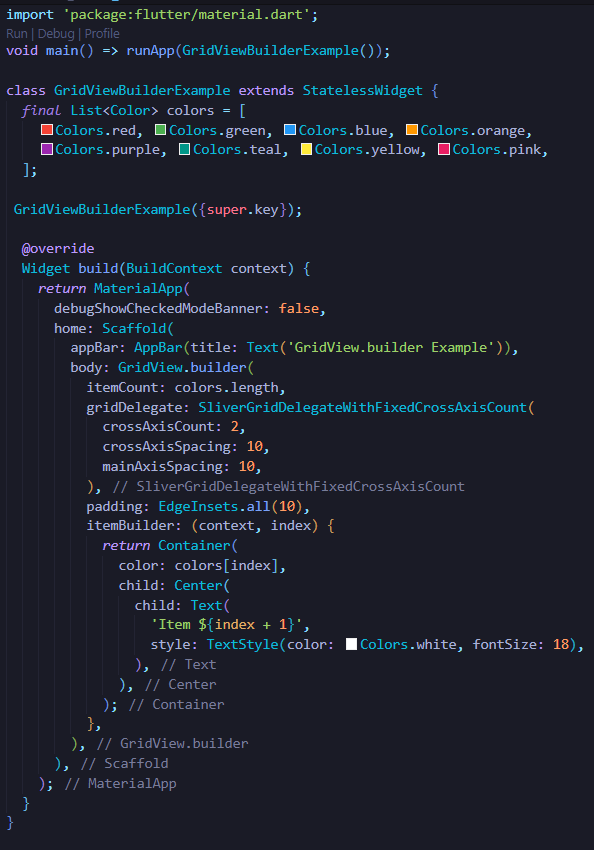 import 'package:flutter/material.dart';
Run | Debug | Profile
void main() => runApp(GridViewBuilderExample());

class GridViewBuilderExample extends StatelessWidget {
  final List<Color> colors = [
    Colors.red, Colors.green, Colors.blue, Colors.orange,
    Colors.purple, Colors.teal, Colors.yellow, Colors.pink,
  ];

 GridViewBuilderExample({super.key});

  @override
  Widget build(BuildContext context) {
    return MaterialApp(
      debugShowCheckedModeBanner: false,
      home: Scaffold(
        appBar: AppBar(title: Text('GridView.builder Example')),
        body: GridView.builder(
          itemCount: colors.length,
          gridDelegate: SliverGridDelegateWithFixedCrossAxisCount(
            crossAxisCount: 2,
            crossAxisSpacing: 10,
            mainAxisSpacing: 10,
          ), // SliverGridDelegateWithFixedCrossAxisCount
          padding: EdgeInsets.all(10),
          itemBuilder: (context, index) {
            return Container(
              color: colors[index],
              child: Center(
                child: Text(
                  'Item ${index + 1}',
                  style: TextStyle(color: Colors.white, fontSize: 18),
                ), // Text
              ), // Center
            ); // Container
          },
        ), // GridView.builder
      ), // Scaffold
    ); // MaterialApp
  }
}